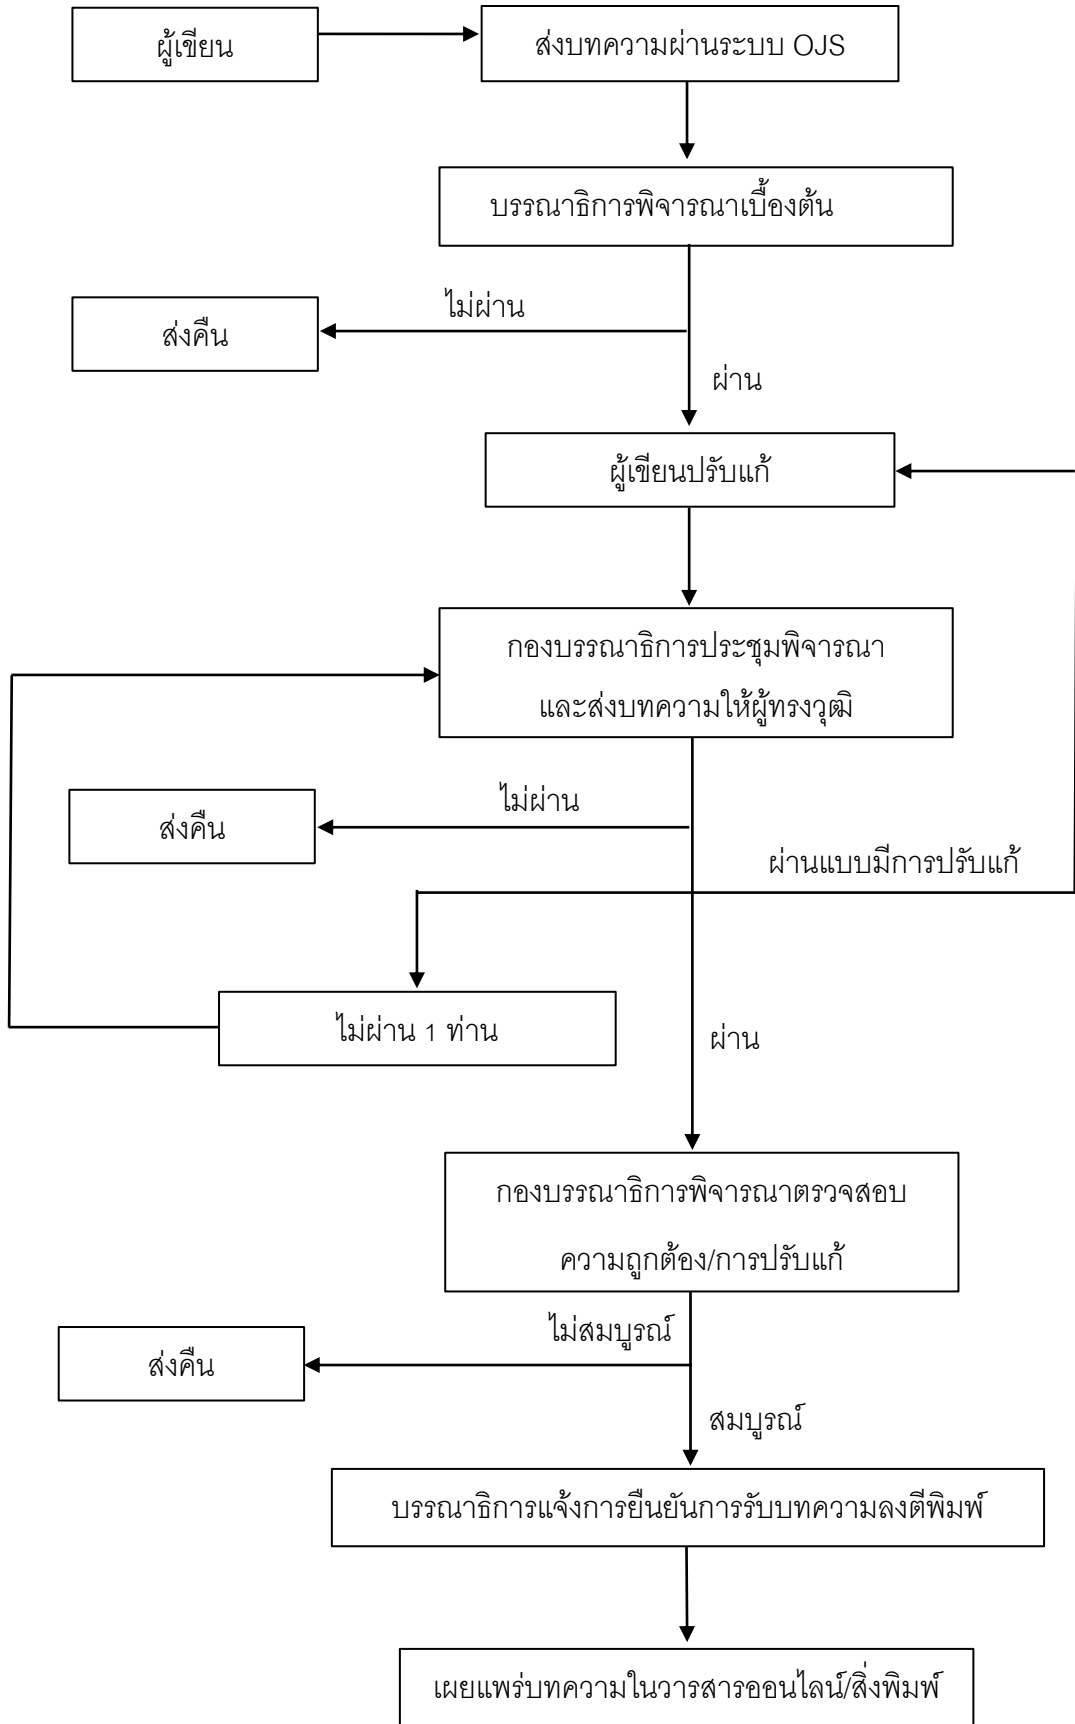 ผู้เขียน
ส่งบทความผ่านระบบ OJS
บรรณาธิการพิจารณาเบื้องต้น
ไม่ผ่าน
ส่งคืน
ผ่าน
ผู้เขียนปรับแก้
กองบรรณาธิการประชุมพิจารณา
และส่งบทความให้ผู้ทรงวุฒิ
ไม่ผ่าน
ส่งคืน
ผ่านแบบมีการปรับแก้
ไม่ผ่าน 1 ท่าน
ผ่าน
กองบรรณาธิการพิจารณาตรวจสอบ
ความถูกต้อง/การปรับแก้
ไม่สมบูรณ์
ส่งคืน
สมบูรณ์
บรรณาธิการแจ้งการยืนยันการรับบทความลงตีพิมพ์
เผยแพร่บทความในวารสารออนไลน์/สิ่งพิมพ์